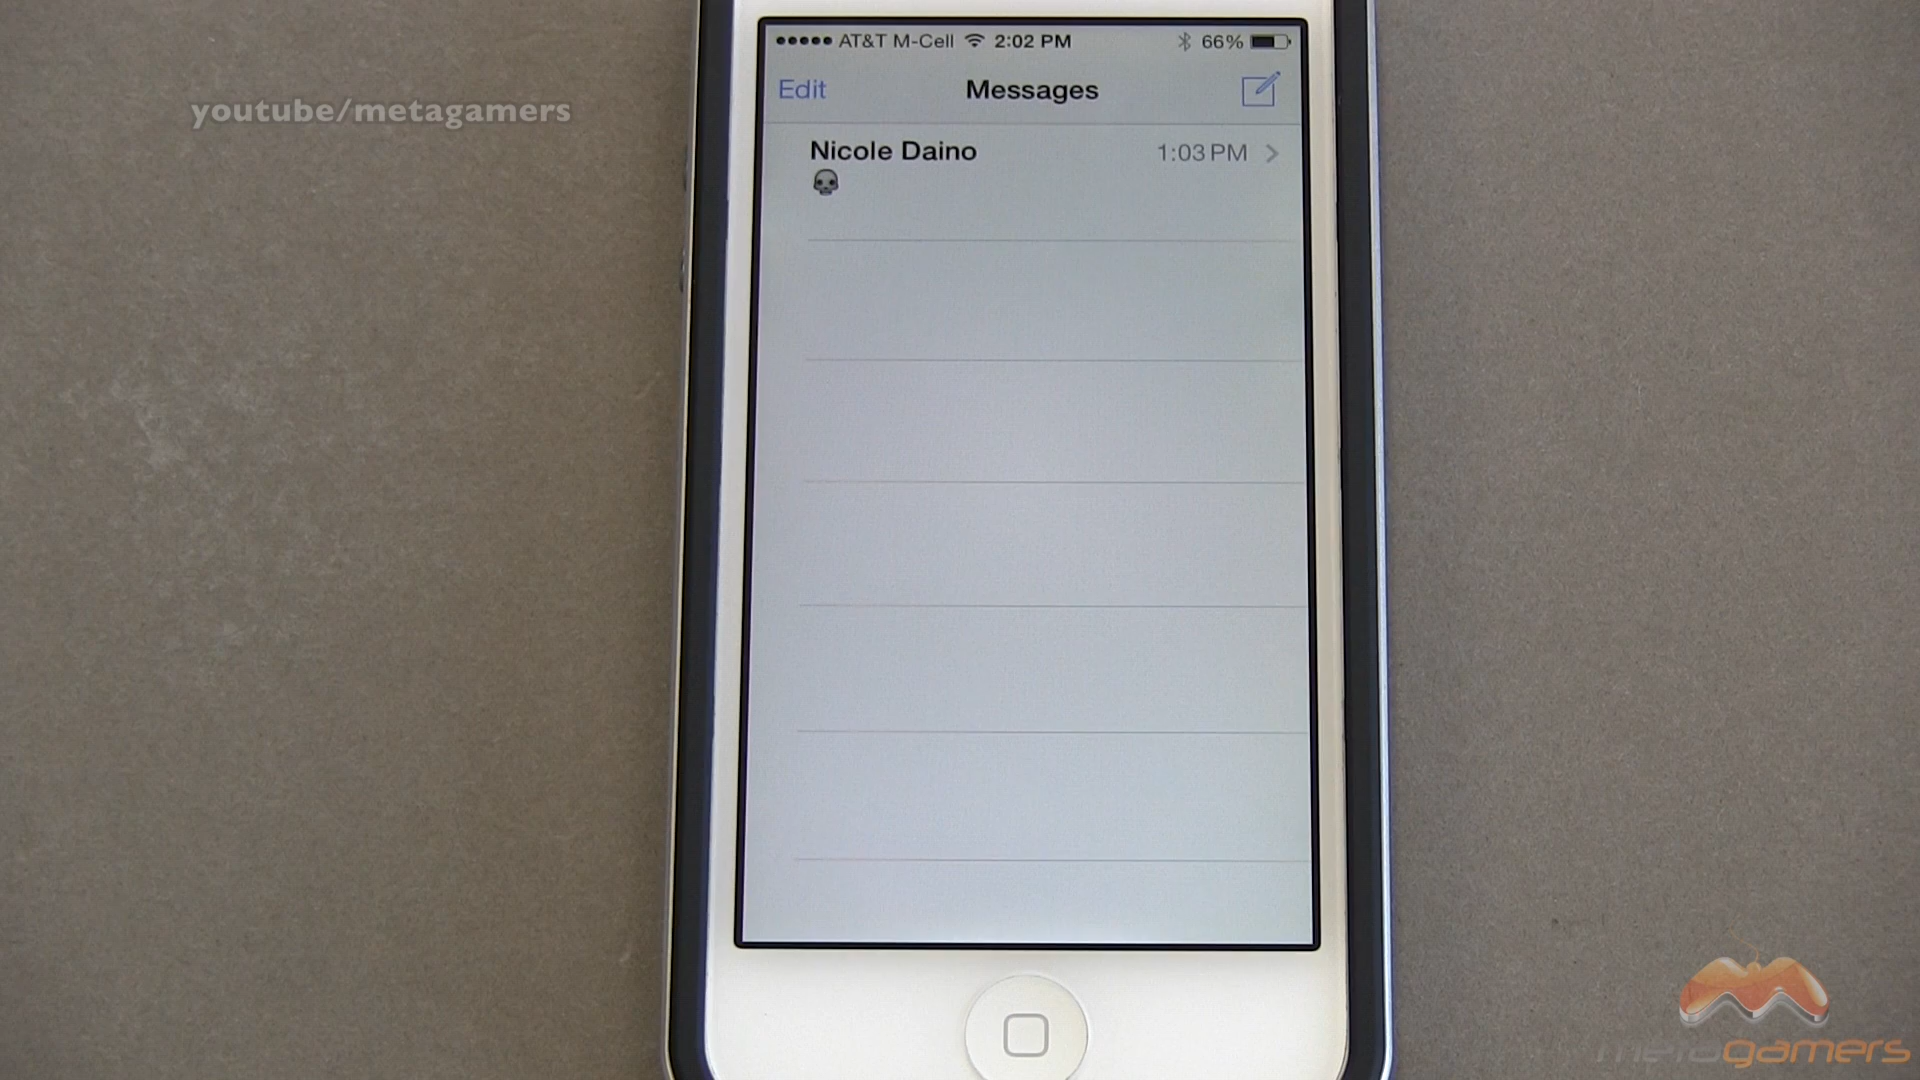 AT&T M-Cell 2:02 PM 66%
Edit Messages
youtube/metagamers
Nicole Daino 1:03 PM
💀
metagamers